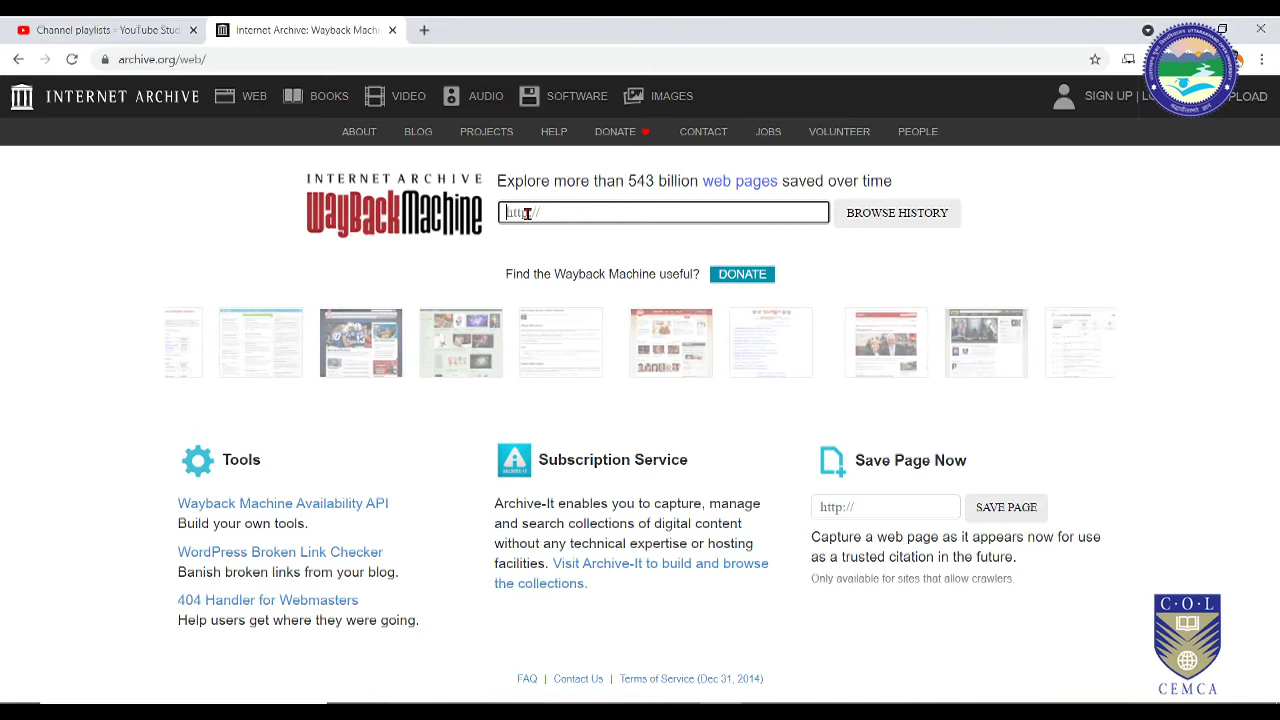 Channel playlists - YouTube Stud
Internet Archive: Wayback Machi
archive.org/web/
INTERNET ARCHIVE
WEB
BOOKS
VIDEO
AUDIO
SOFTWARE
IMAGES
SIGN UP |
ABOUT
BLOG
PROJECTS
HELP
DONATE
CONTACT
JOBS
VOLUNTEER
PEOPLE
INTERNET ARCHIVE
WayBackMachine
Explore more than 543 billion web pages saved over time
http://
BROWSE HISTORY
Find the Wayback Machine useful?
DONATE
Tools
Wayback Machine Availability API
Build your own tools.
WordPress Broken Link Checker
Banish broken links from your blog.
404 Handler for Webmasters
Help users get where they were going.
ARCHIVE-IT
Subscription Service
Archive-It enables you to capture, manage
and search collections of digital content
without any technical expertise or hosting
facilities. Visit Archive-It to build and browse
the collections.
Save Page Now
http://
SAVE PAGE
Capture a web page as it appears now for use
as a trusted citation in the future.
Only available for sites that allow crawlers.
FAQ | Contact Us | Terms of Service (Dec 31, 2014)
C·O·L
CEMCA